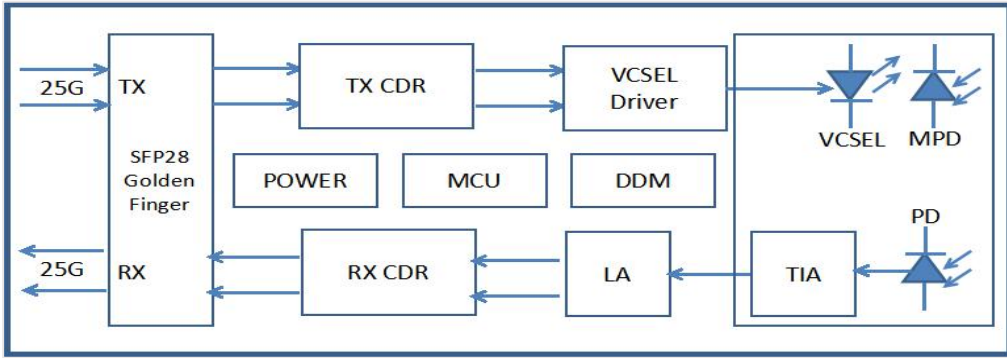 25G
TX
TX CDR
VCSEL
Driver
VCSEL
MPD
SFP28
Golden
Finger
POWER
MCU
DDM
PD
25G
RX
RX CDR
LA
TIA